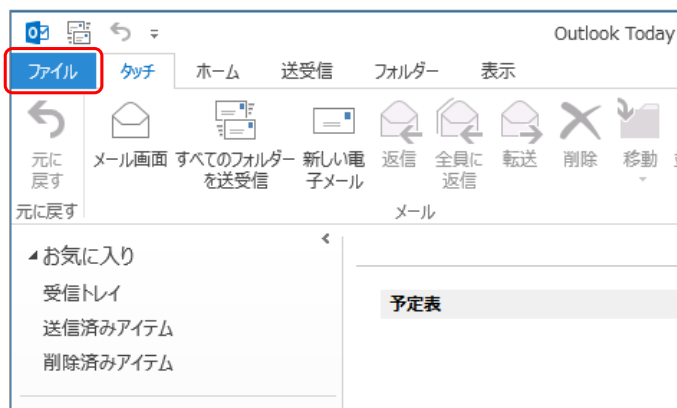 Outlook Today
ファイル タッチ ホーム 送受信 フォルダー 表示
元に戻す
メール画面
すべてのフォルダーを送受信
新しい電子メール
返信
全員に返信
転送
削除
移動
元に戻す
メール
お気に入り
受信トレイ
送信済みアイテム
削除済みアイテム
予定表